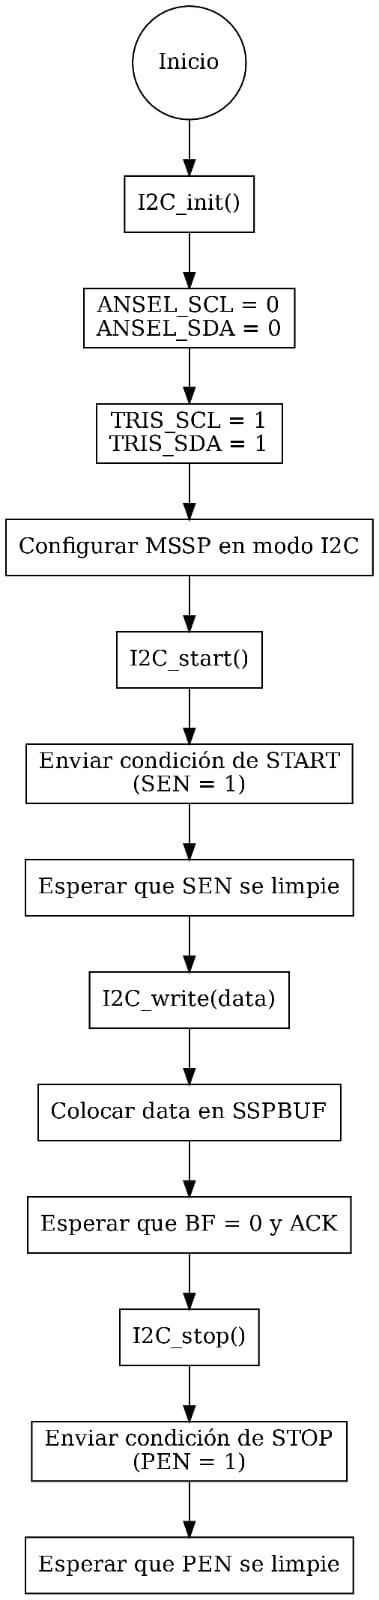 Inicio
I2C_init()
ANSEL_SCL = 0
ANSEL_SDA = 0
TRIS_SCL = 1
TRIS_SDA = 1
Configurar MSSP en modo I2C
I2C_start()
Enviar condición de START
(SEN = 1)
Esperar que SEN se limpie
I2C_write(data)
Colocar data en SSPBUF
Esperar que BF = 0 y ACK
I2C_stop()
Enviar condición de STOP
(PEN = 1)
Esperar que PEN se limpie